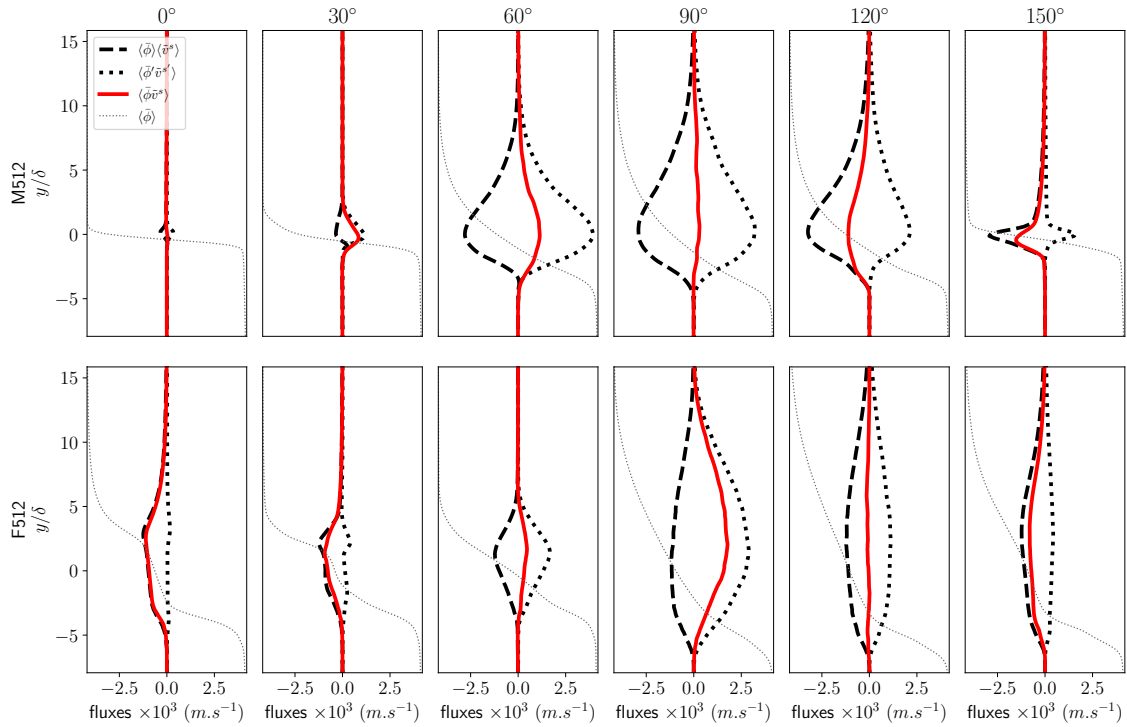 0° 30° 60° 90° 120° 150°
⟨ϕ̄⟩⟨ṽˢ⟩
⟨ϕ̄′ṽˢ′⟩
⟨ϕ̄ṽˢ⟩
⟨ϕ̄⟩
15
10
5
0
−5
M512
y/δ
15
10
5
0
−5
F512
y/δ
−2.5 0.0 2.5 −2.5 0.0 2.5 −2.5 0.0 2.5 −2.5 0.0 2.5 −2.5 0.0 2.5 −2.5 0.0 2.5
fluxes ×10³ (m.s⁻¹) fluxes ×10³ (m.s⁻¹) fluxes ×10³ (m.s⁻¹) fluxes ×10³ (m.s⁻¹) fluxes ×10³ (m.s⁻¹) fluxes ×10³ (m.s⁻¹)